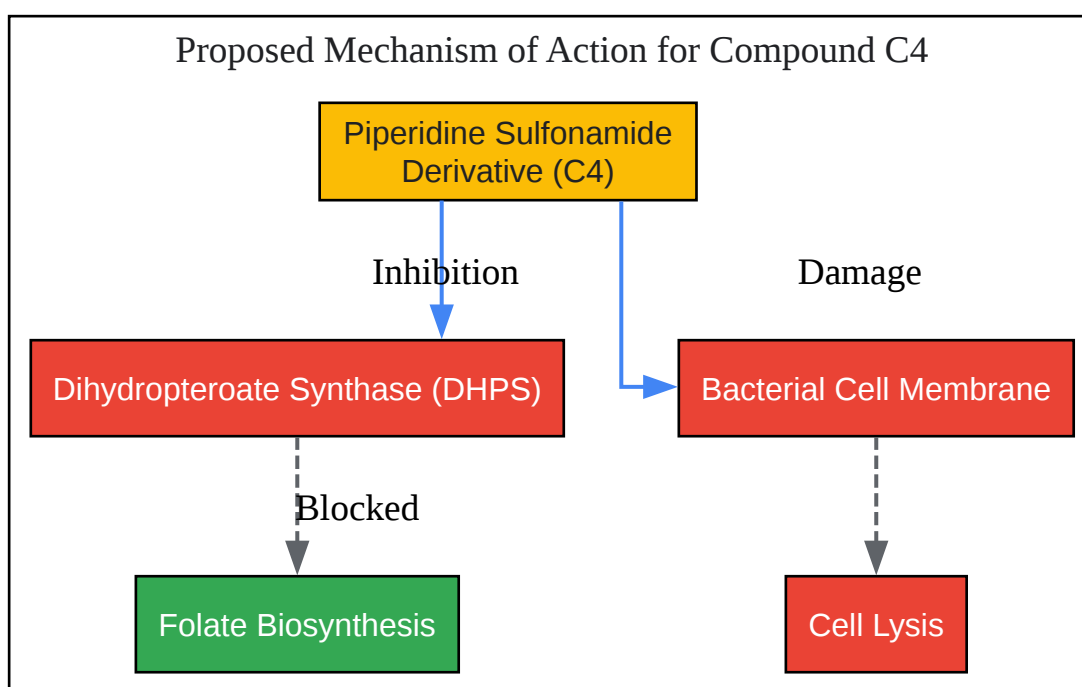 Proposed Mechanism of Action for Compound C4
Piperidine Sulfonamide
Derivative (C4)
Inhibition
Damage
Dihydropteroate Synthase (DHPS)
Bacterial Cell Membrane
Blocked
Folate Biosynthesis
Cell Lysis